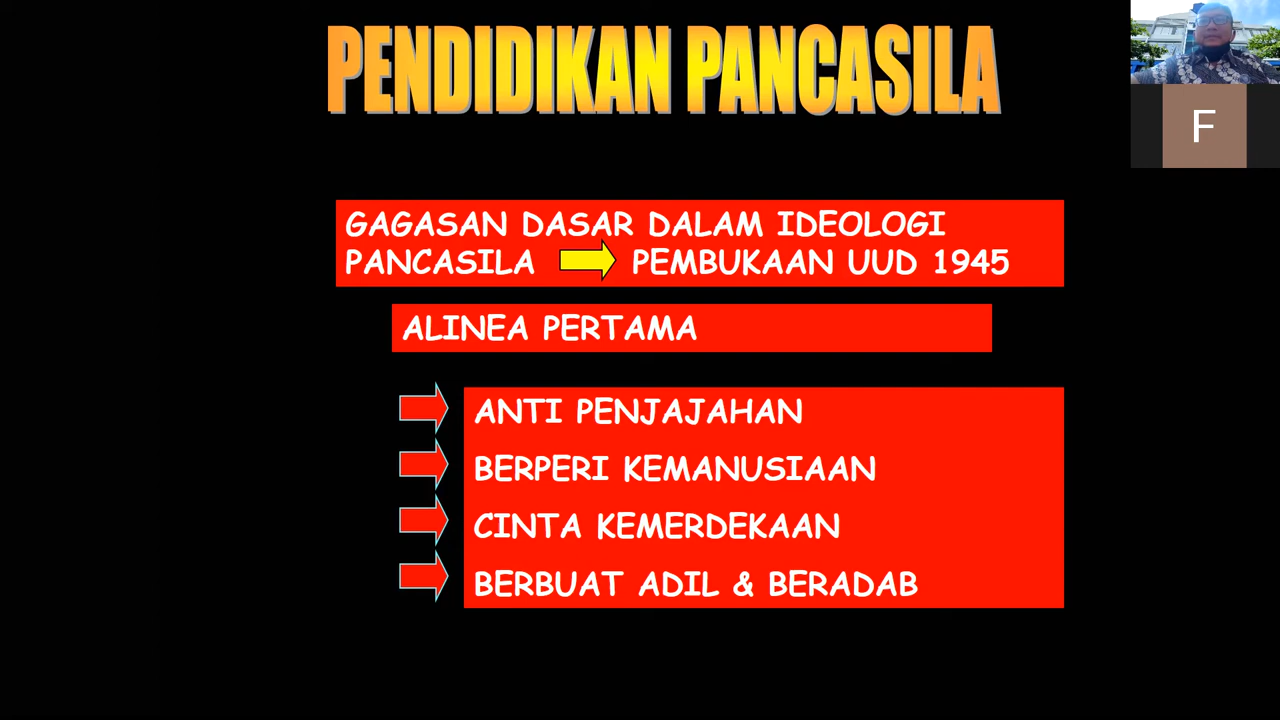 PENDIDIKAN PANCASILA
GAGASAN DASAR DALAM IDEOLOGI
PANCASILA PEMBUKAAN UUD 1945
ALINEA PERTAMA
ANTI PENJAJAHAN
BERPERI KEMANUSIAAN
CINTA KEMERDEKAAN
BERBUAT ADIL & BERADAB
F